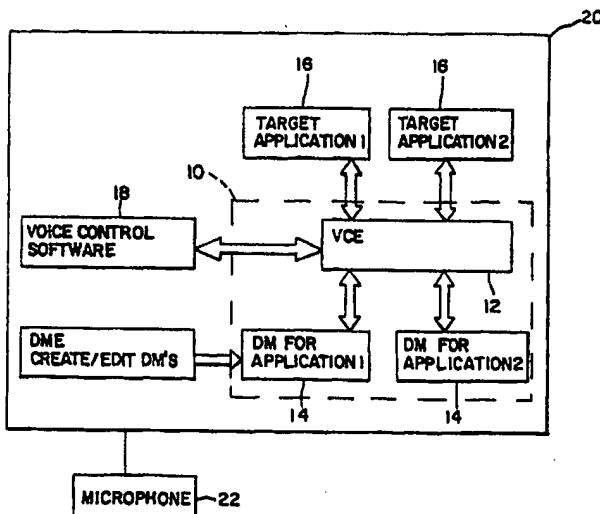 20
16
16
TARGET
APPLICATION 1
TARGET
APPLICATION 2
10
18
VOICE CONTROL
SOFTWARE
VCE
12
DME
CREATE/EDIT DM'S
DM FOR
APPLICATION 1
DM FOR
APPLICATION 2
14
14
MICROPHONE
22